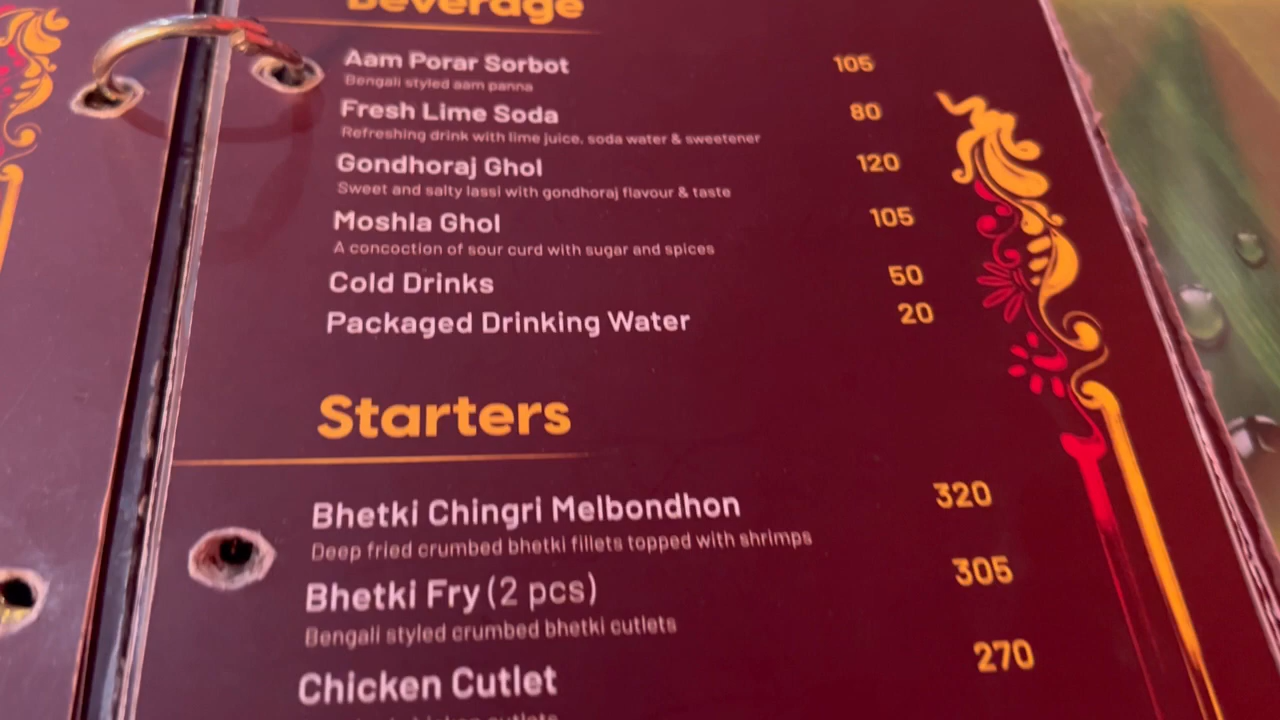 Beverage
Aam Porar Sorbot 105
Bengali styled aam panna
Fresh Lime Soda 80
Refreshing drink with lime juice, soda water & sweetener
Gondhoraj Ghol 120
Sweet and salty lassi with gondhoraj flavour & taste
Moshla Ghol 105
A concoction of sour curd with sugar and spices
Cold Drinks 50
Packaged Drinking Water 20
Starters
Bhetki Chingri Melbondhon 320
Deep fried crumbed bhetki fillets topped with shrimps
Bhetki Fry (2 pcs) 305
Bengali styled crumbed bhetki cutlets
Chicken Cutlet 270
chicken cutlets